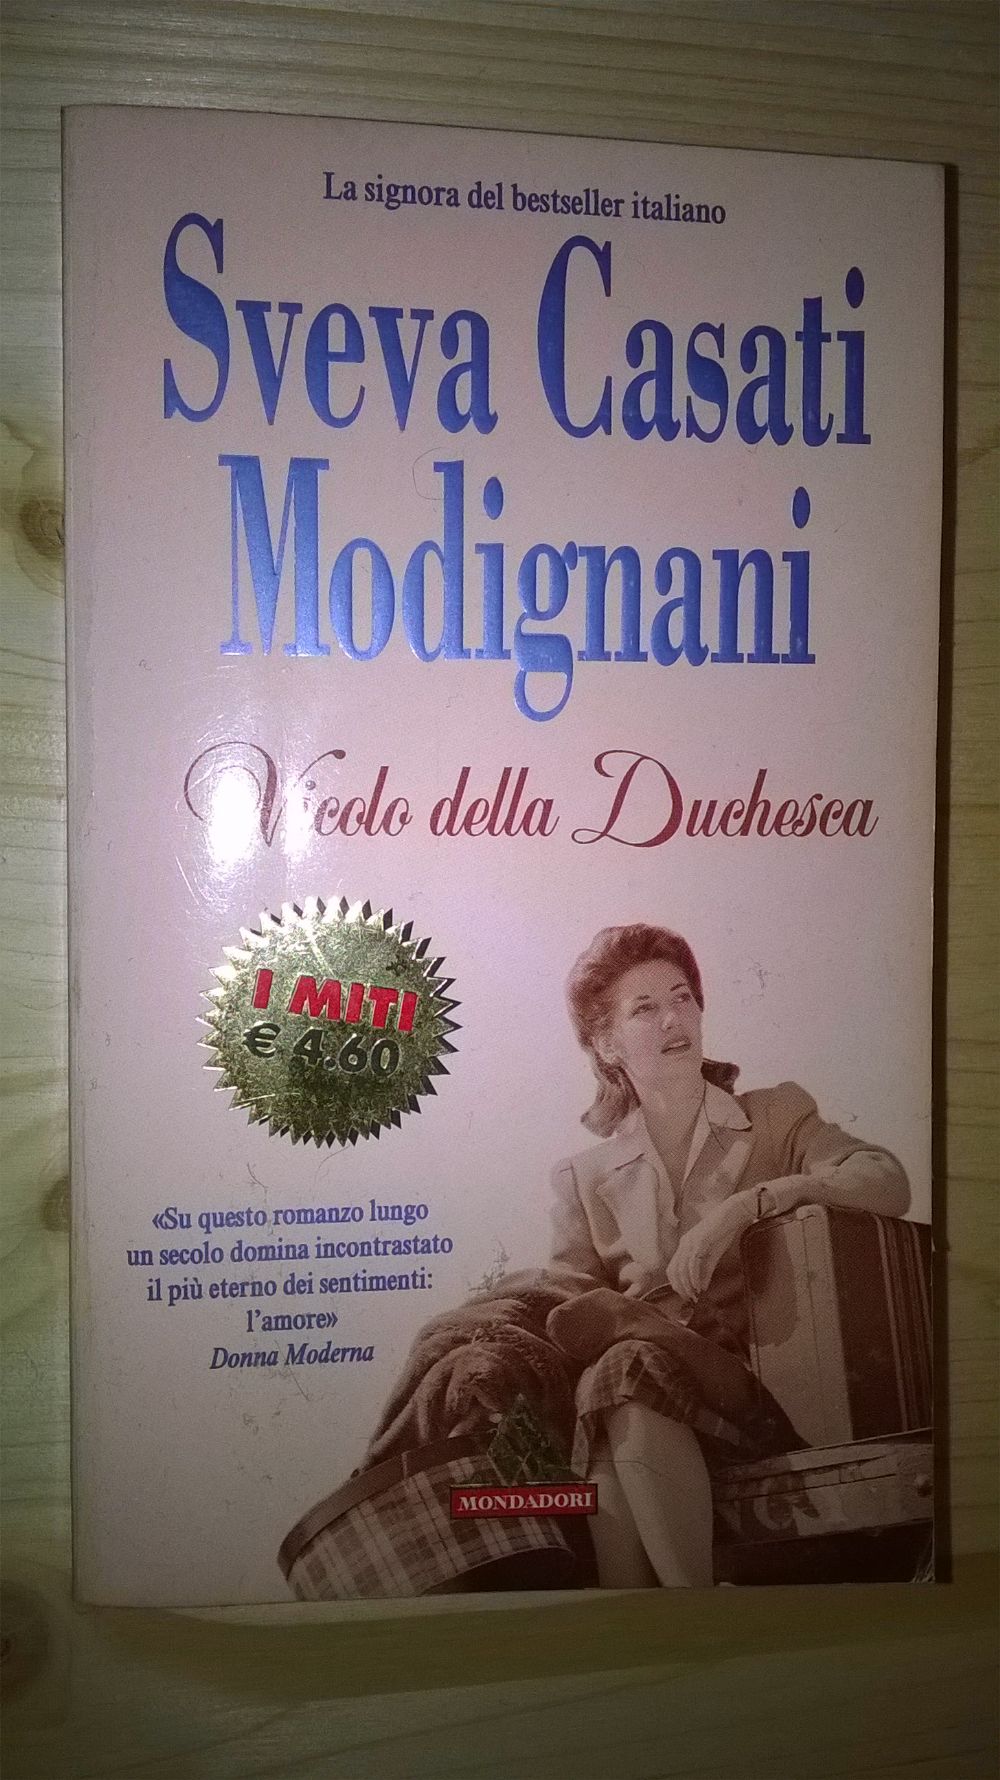 La signora del bestseller italiano
Sveva Casati
Modignani
Vicolo della Duchesca
I MITI
€ 4.60
«Su questo romanzo lungo
un secolo domina incontrastato
il più eterno dei sentimenti:
l'amore»
Donna Moderna
MONDADORI